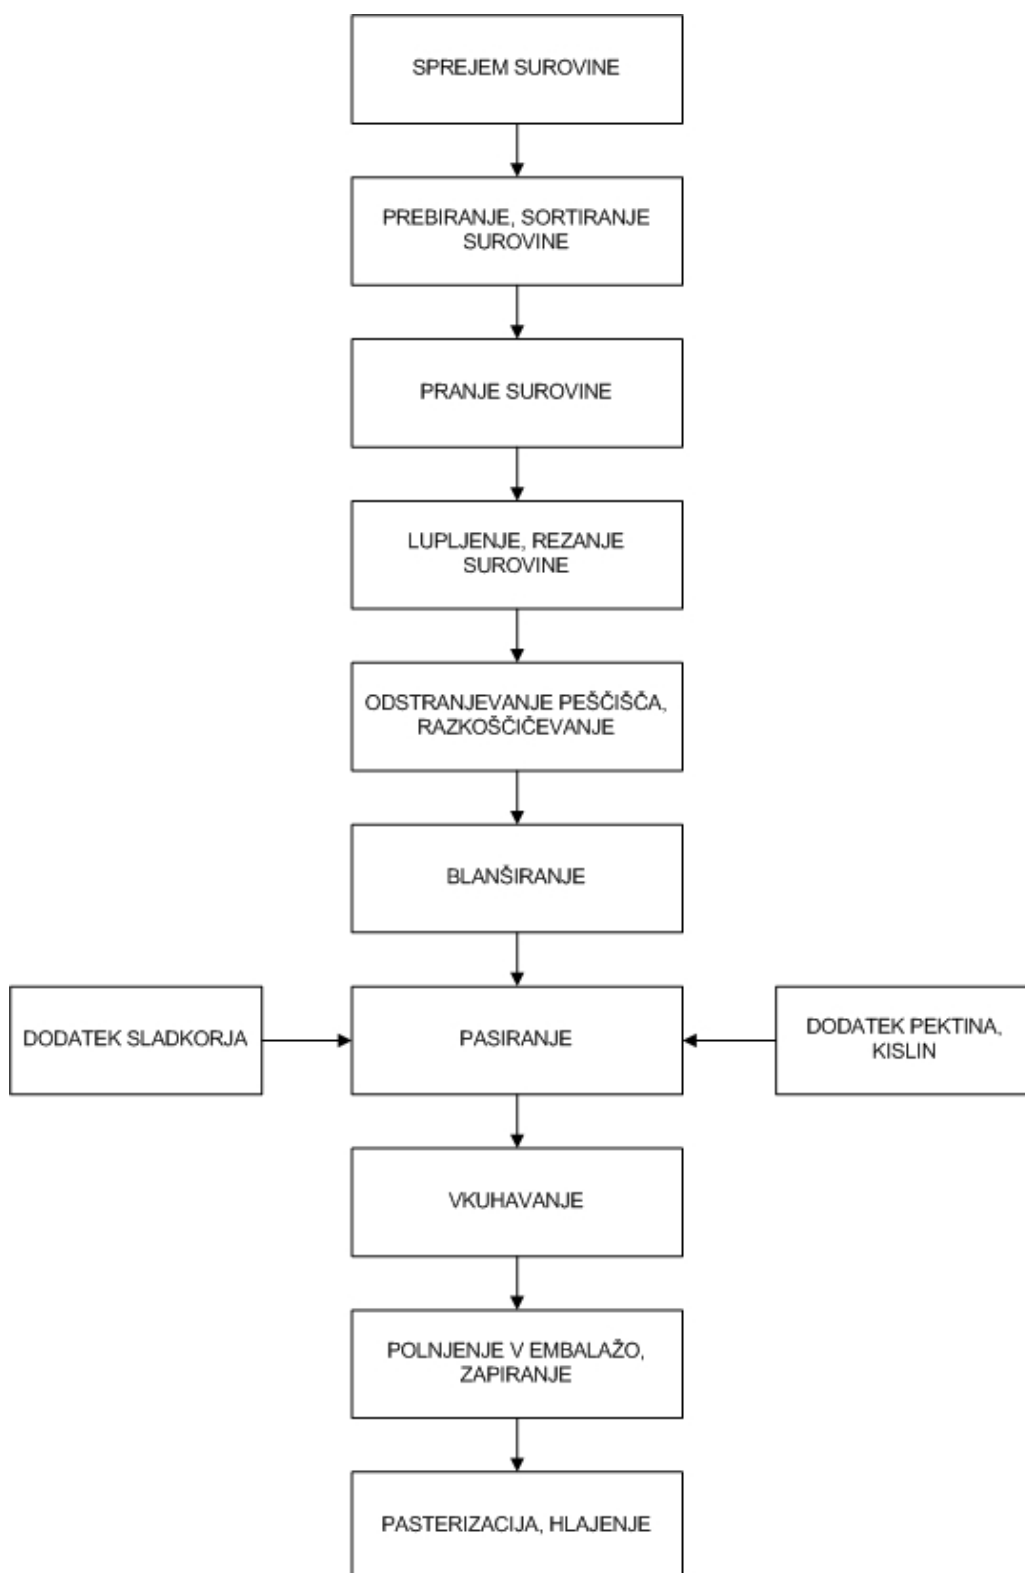 SPREJEM SUROVINE
PREBIRANJE, SORTIRANJE
SUROVINE
PRANJE SUROVINE
LUPLJENJE, REZANJE
SUROVINE
ODSTRANJEVANJE PEŠČIŠČA,
RAZKOŠČIČEVANJE
BLANŠIRANJE
DODATEK SLADKORJA
PASIRANJE
DODATEK PEKTINA,
KISLIN
VKUHAVANJE
POLNJENJE V EMBALAŽO,
ZAPIRANJE
PASTERIZACIJA, HLAJENJE